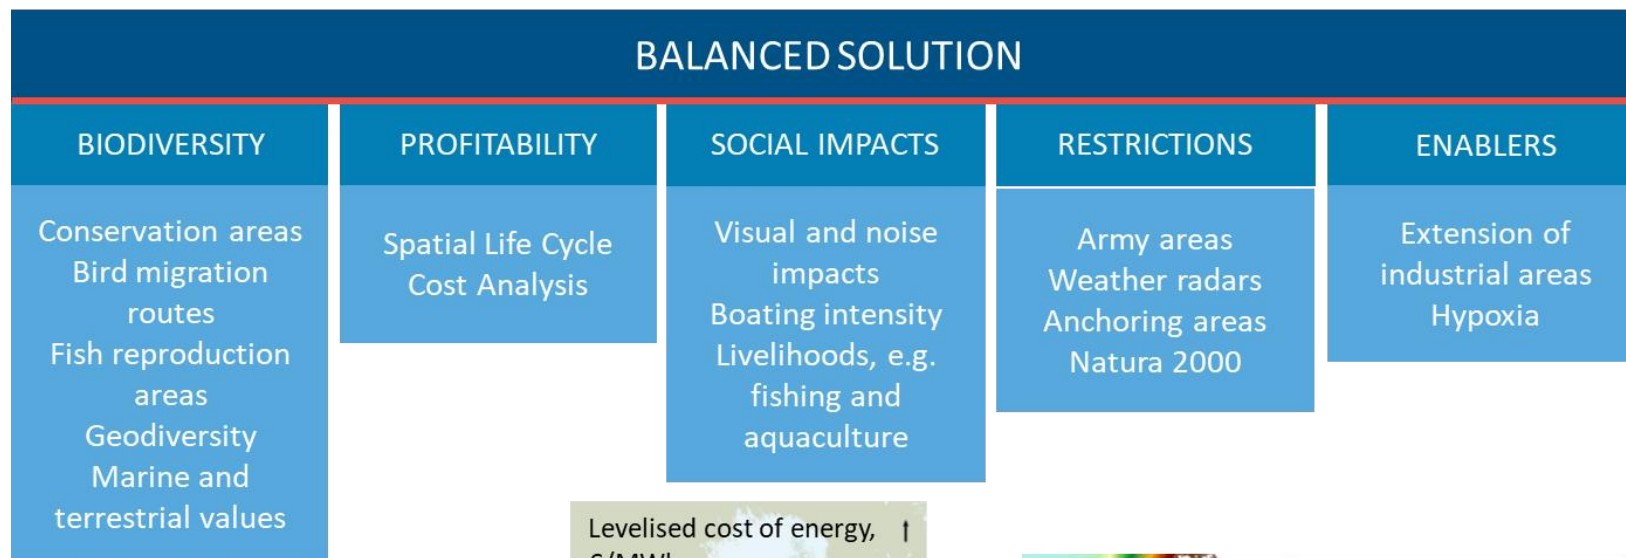 BALANCED SOLUTION
BIODIVERSITY
Conservation areas
Bird migration
routes
Fish reproduction
areas
Geodiversity
Marine and
terrestrial values
PROFITABILITY
Spatial Life Cycle
Cost Analysis
SOCIAL IMPACTS
Visual and noise
impacts
Boating intensity
Livelihoods, e.g.
fishing and
aquaculture
RESTRICTIONS
Army areas
Weather radars
Anchoring areas
Natura 2000
ENABLERS
Extension of
industrial areas
Hypoxia
Levelised cost of energy,